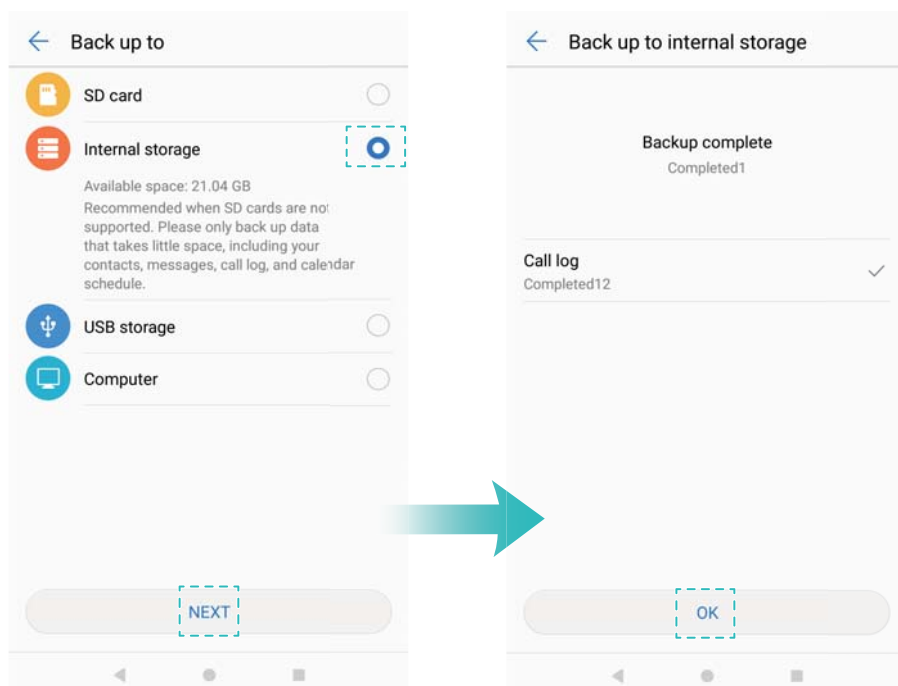 Back up to
SD card
Internal storage
Available space: 21.04 GB
Recommended when SD cards are not
supported. Please only back up data
that takes little space, including your
contacts, messages, call log, and calendar
schedule.
USB storage
Computer
NEXT
Back up to internal storage
Backup complete
Completed1
Call log
Completed12
OK